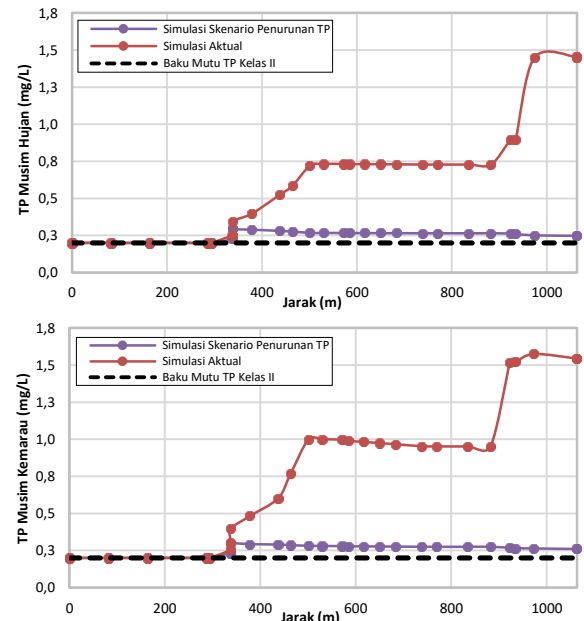 TP Musim Hujan (mg/L)
1,8
1,5
1,3
1,0
0,8
0,5
0,3
0,0
Simulasi Skenario Penurunan TP
Simulasi Aktual
Baku Mutu TP Kelas II
0 200 400 600 800 1000
Jarak (m)
TP Musim Kemarau (mg/L)
1,8
1,5
1,3
1,0
0,8
0,5
0,3
0,0
Simulasi Skenario Penurunan TP
Simulasi Aktual
Baku Mutu TP Kelas II
0 200 400 600 800 1000
Jarak (m)